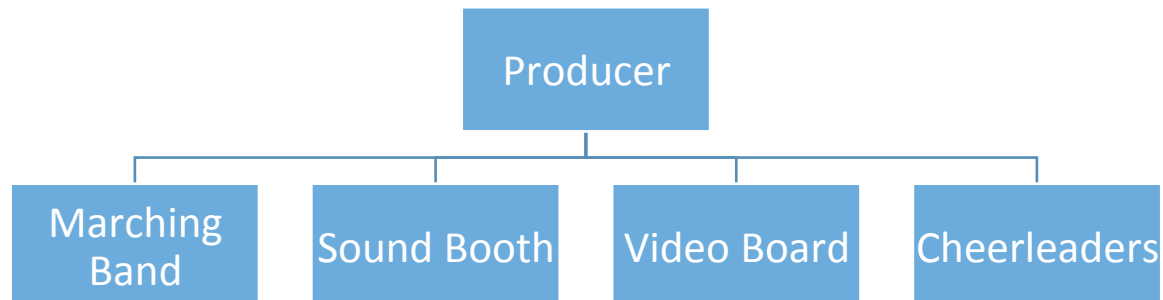 Producer
Marching
Band
Sound Booth
Video Board
Cheerleaders